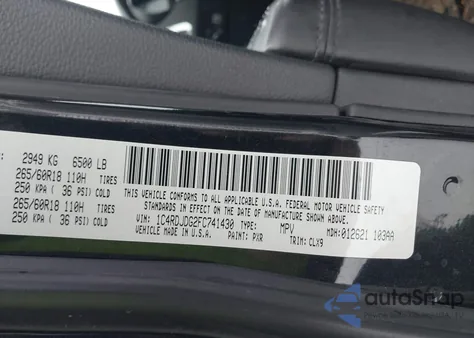 : 2949 KG 6500 LB
265/60R18 110H TIRES
250 KPA ( 36 PSI) COLD
265/60R18 110H TIRES
250 KPA ( 36 PSI) COLD
THIS VEHICLE CONFORMS TO ALL APPLICABLE U.S.A.
FEDERAL MOTOR VEHICLE SAFETY
STANDARDS IN EFFECT ON THE
DATE OF MANUFACTURE SHOWN ABOVE.
VEHICLE MADE IN U.S.A.
VIN: 1C4RDJDG2FC741430 TYPE: MPV
PAINT: PXR MDH: 012621 103AA
TRIM: CLX9
autoSnap